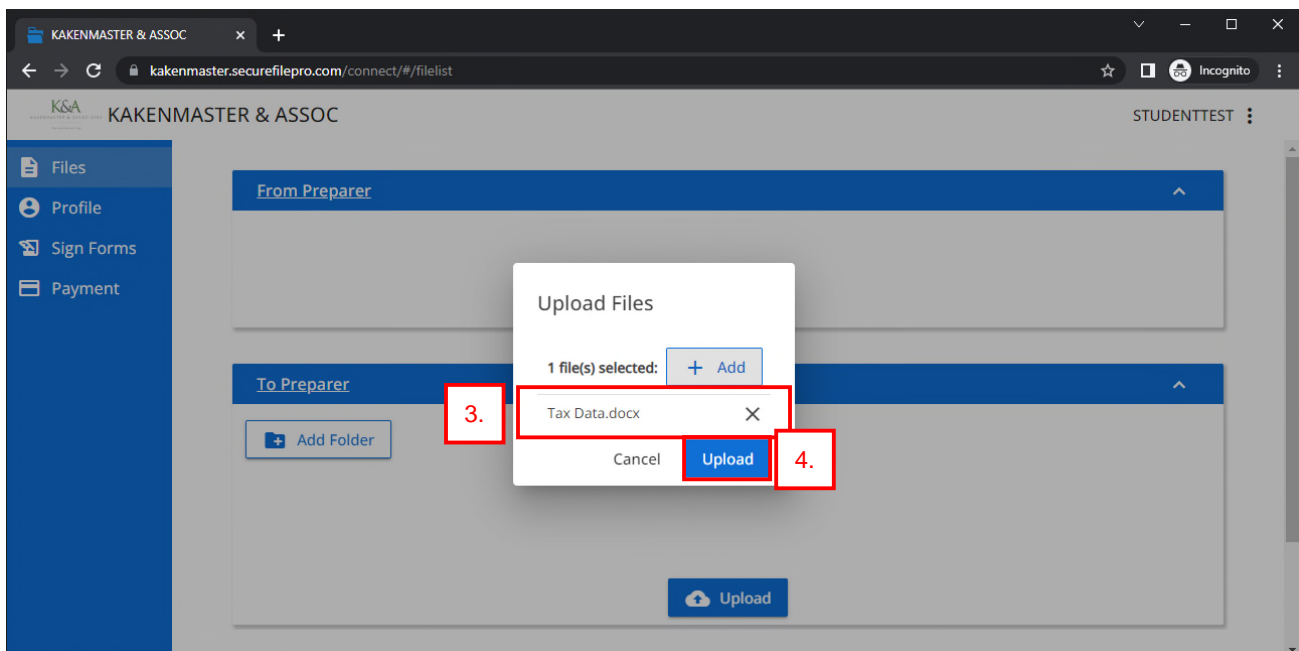 KAKENMASTER & ASSOC
kakenmaster.securefilepro.com/connect/#/filelist
Incognito
K&A
KAKENMASTER & ASSOC
STUDENTTEST
Files
Profile
Sign Forms
Payment
From Preparer
Upload Files
1 file(s) selected:
+ Add
To Preparer
3.
Tax Data.docx
Add Folder
Cancel
Upload
4.
Upload